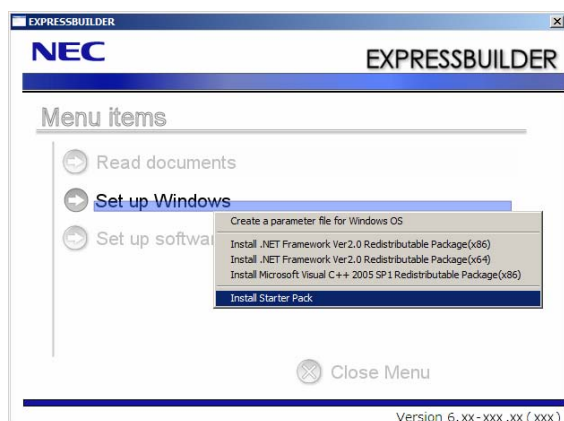 EXPRESSBUILDER
NEC
EXPRESSBUILDER
Menu items
Read documents
Set up Windows
Create a parameter file for Windows OS
Set up softwar
Install .NET Framework Ver2.0 Redistributable Package(x86)
Install .NET Framework Ver2.0 Redistributable Package(x64)
Install Microsoft Visual C++ 2005 SP1 Redistributable Package(x86)
Install Starter Pack
Close Menu
Version 6.xx-xxx.xx (xxx)